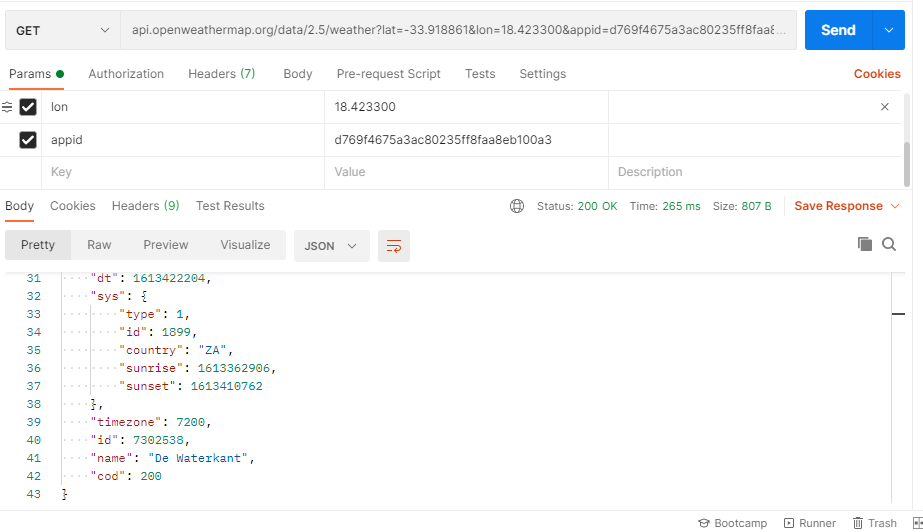 GET api.openweathermap.org/data/2.5/weather?lat=-33.918861&lon=18.423300&appid=d769f4675a3ac80235ff8faa8... Send
Params Authorization Headers (7) Body Pre-request Script Tests Settings Cookies
lon 18.423300
appid d769f4675a3ac80235ff8faa8eb100a3
Key Value Description
Body Cookies Headers (9) Test Results Status: 200 OK Time: 265 ms Size: 807 B Save Response
Pretty Raw Preview Visualize JSON
31 "dt": 1613422204,
32 "sys": {
33 "type": 1,
34 "id": 1899,
35 "country": "ZA",
36 "sunrise": 1613362906,
37 "sunset": 1613410762
38 },
39 "timezone": 7200,
40 "id": 7302538,
41 "name": "De Waterkant",
42 "cod": 200
43 }
Bootcamp Runner Trash